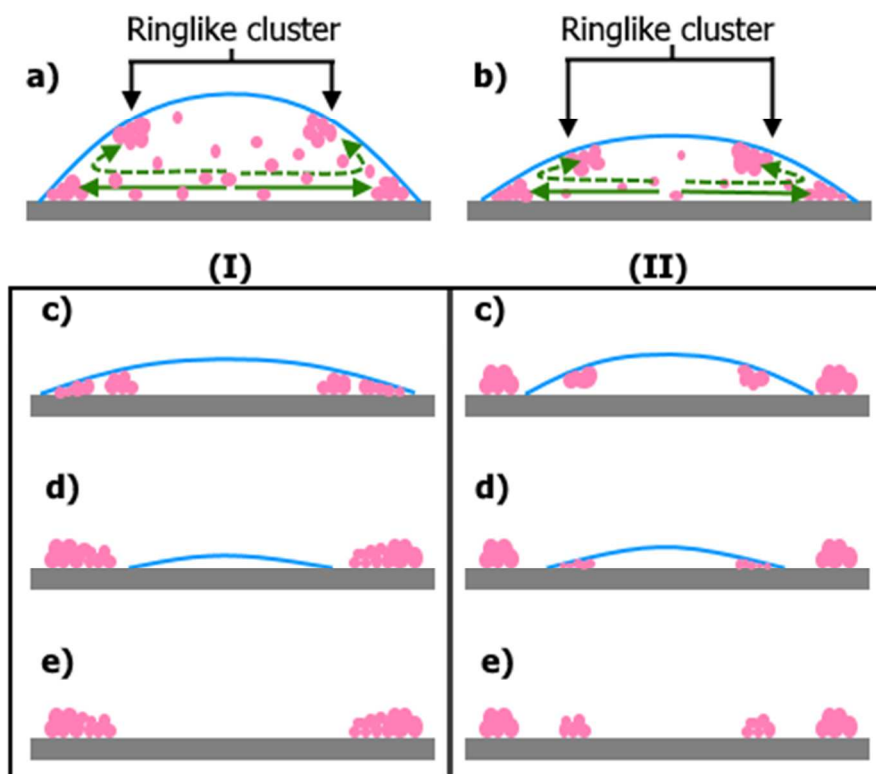 Ringlike cluster
Ringlike cluster
a)
b)
(I)
(II)
c)
c)
d)
d)
e)
e)